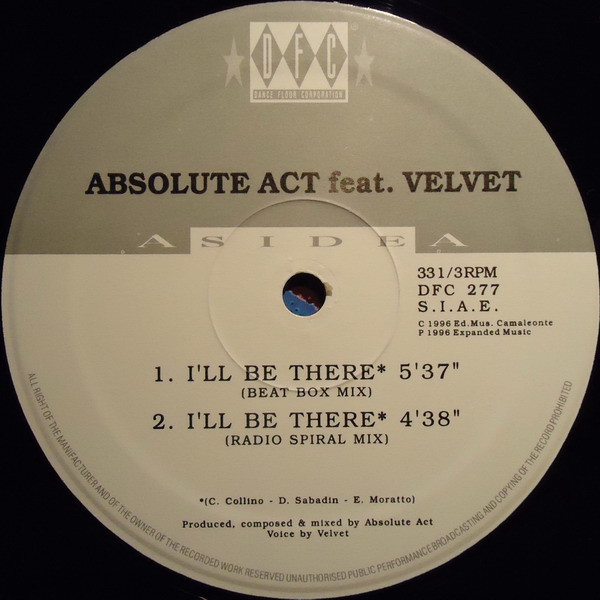 DFC
DANCE FLOOR CORPORATION
ABSOLUTE ACT feat. VELVET
A SIDE A
331/3RPM
DFC 277
S.I.A.E.
C 1996 Ed.Mus. Camaleonte
P 1996 Expanded Music
1. I'LL BE THERE* 5'37"
(BEAT BOX MIX)
2. I'LL BE THERE* 4'38"
(RADIO SPIRAL MIX)
*(C. Collino - D. Sabadin - E. Moratto)
Produced, composed & mixed by Absolute Act
Voice by Velvet
ALL RIGHT OF THE MANUFACTURER AND OF THE OWNER OF THE RECORDED WORK RESERVED UNAUTHORISED PUBLIC PERFORMANCE BROADCASTING AND COPYING OF THE RECORD PROHIBITED